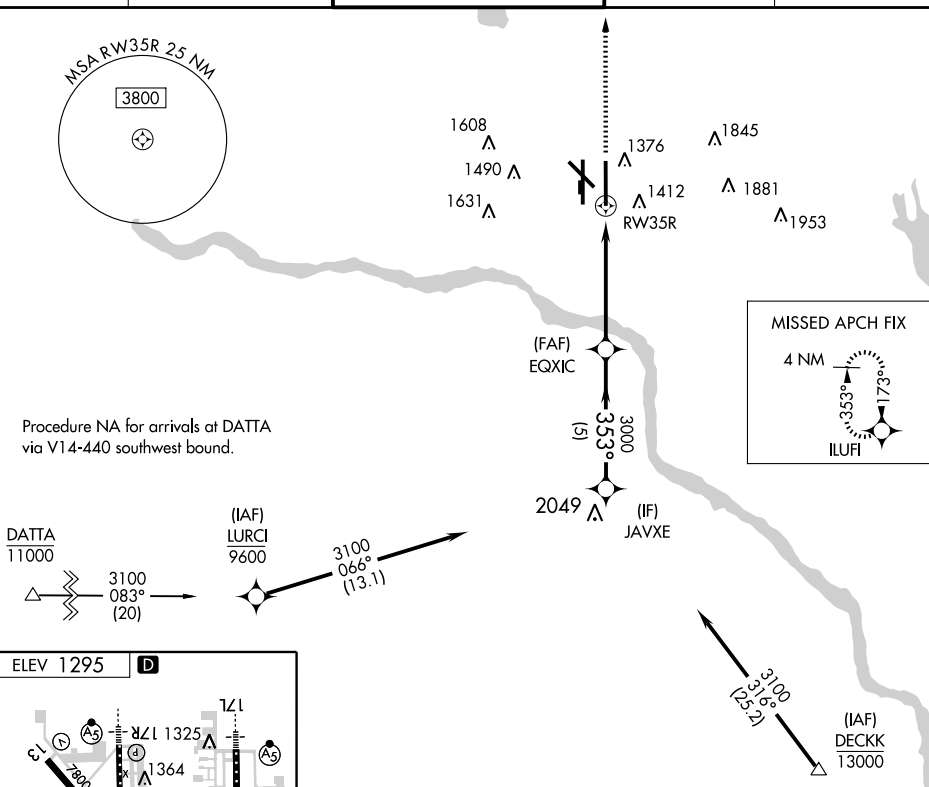 MSA RW35R 25 NM
3800
1608
1490
1631
1376
1845
1412
1881
1953
RW35R
(FAF)
EQXIC
3000
353°
(5)
2049
(IF)
JAVXE
MISSED APCH FIX
4 NM
353°
173°
ILUFI
Procedure NA for arrivals at DATTA
via V14-440 southwest bound.
DATTA
11000
3100
083°
(20)
(IAF)
LURCI
9600
3100
066°
(13.1)
3100
316°
(25.2)
(IAF)
DECKK
13000
ELEV 1295
D
13
V
7800
A5
17R
1325
P
x
1364
17L
A5